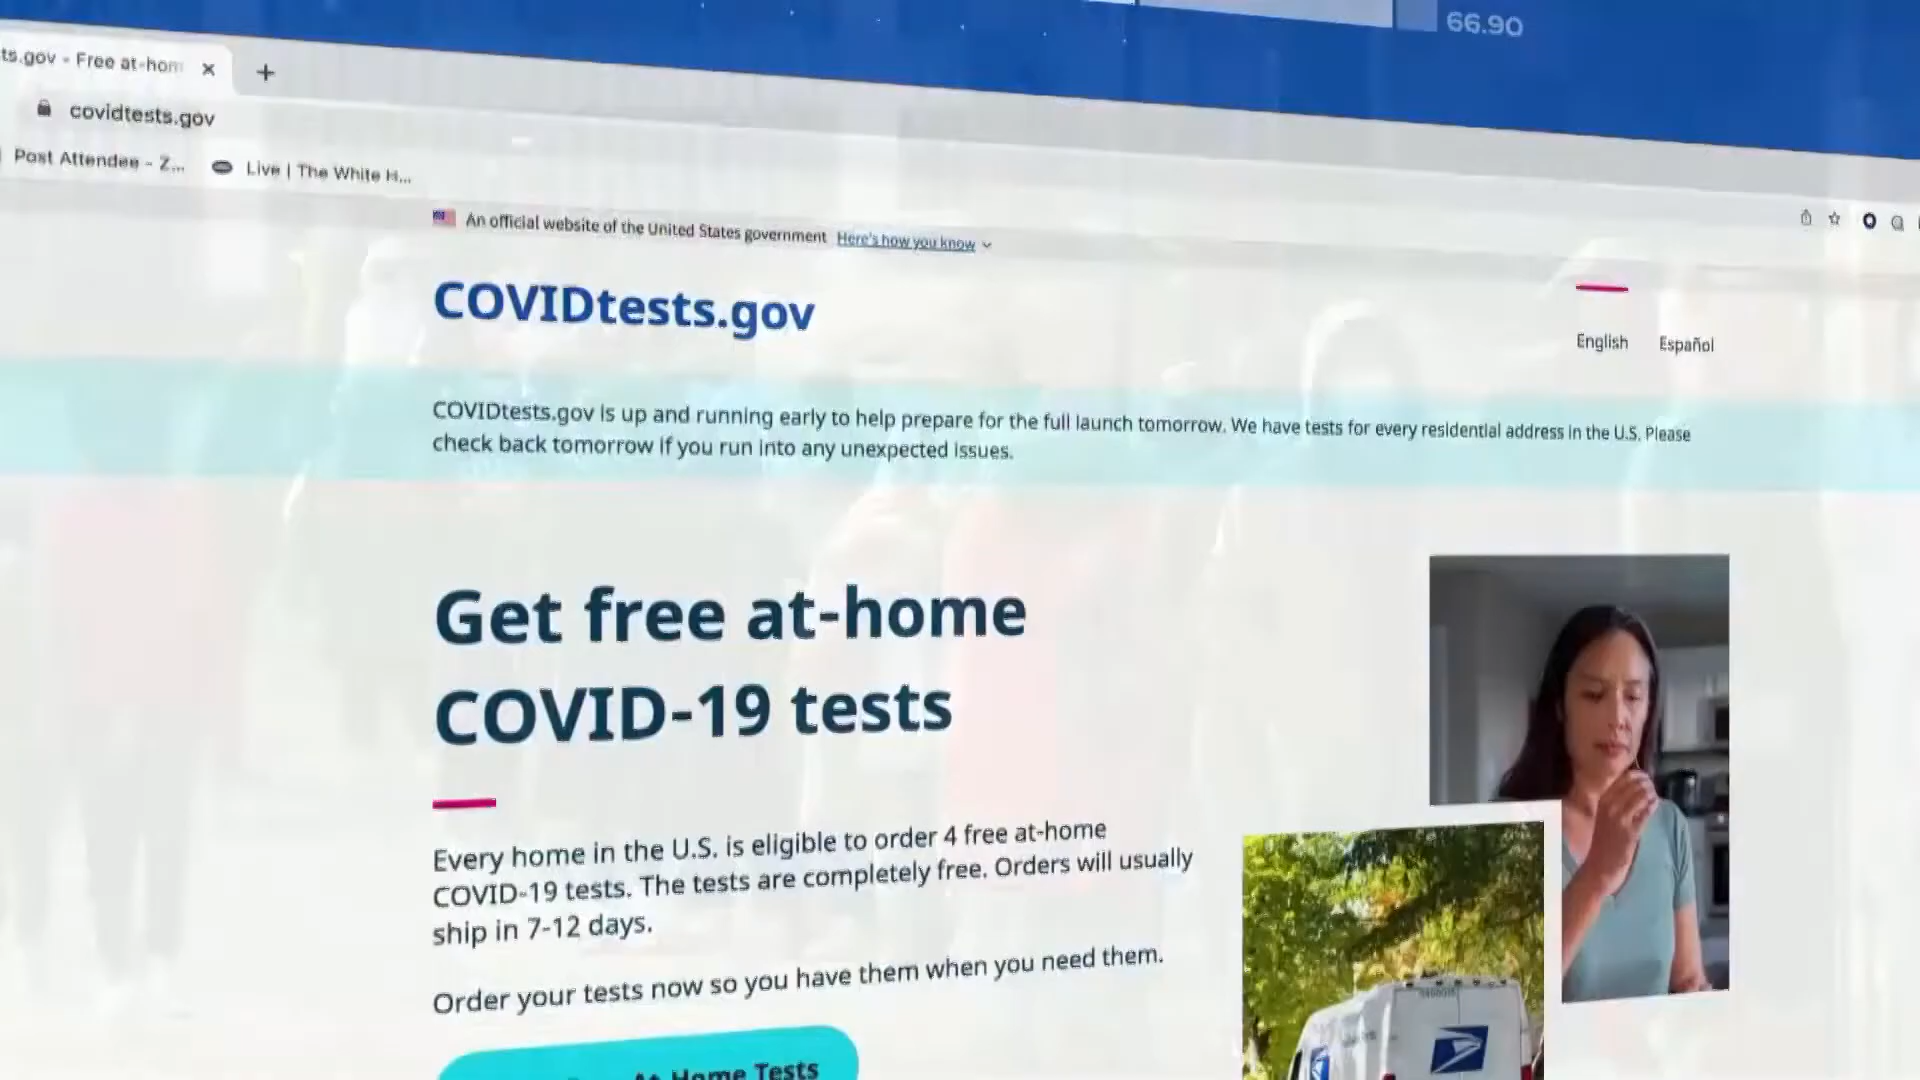 66.90
ts.gov - Free at-hom
covidtests.gov
Post Attendee - Z...
Live | The White H...
An official website of the United States government Here's how you know
COVIDtests.gov
English Español
COVIDtests.gov is up and running early to help prepare for the full launch tomorrow. We have tests for every residential address in the U.S. Please
check back tomorrow if you run into any unexpected issues.
Get free at-home
COVID-19 tests
Every home in the U.S. is eligible to order 4 free at-home
COVID-19 tests. The tests are completely free. Orders will usually
ship in 7-12 days.
Order your tests now so you have them when you need them.
At-Home Tests